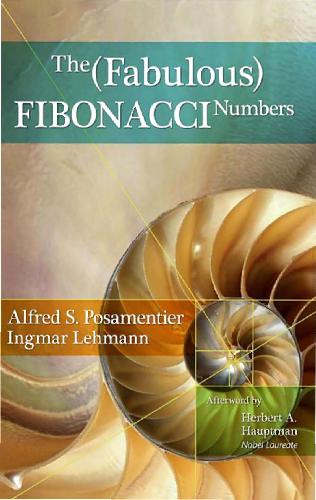 The (Fabulous)
FIBONACCI Numbers
Alfred S. Posamentier
Ingmar Lehmann
Afterword by
Herbert A.
Hauptman
Nobel Laureate